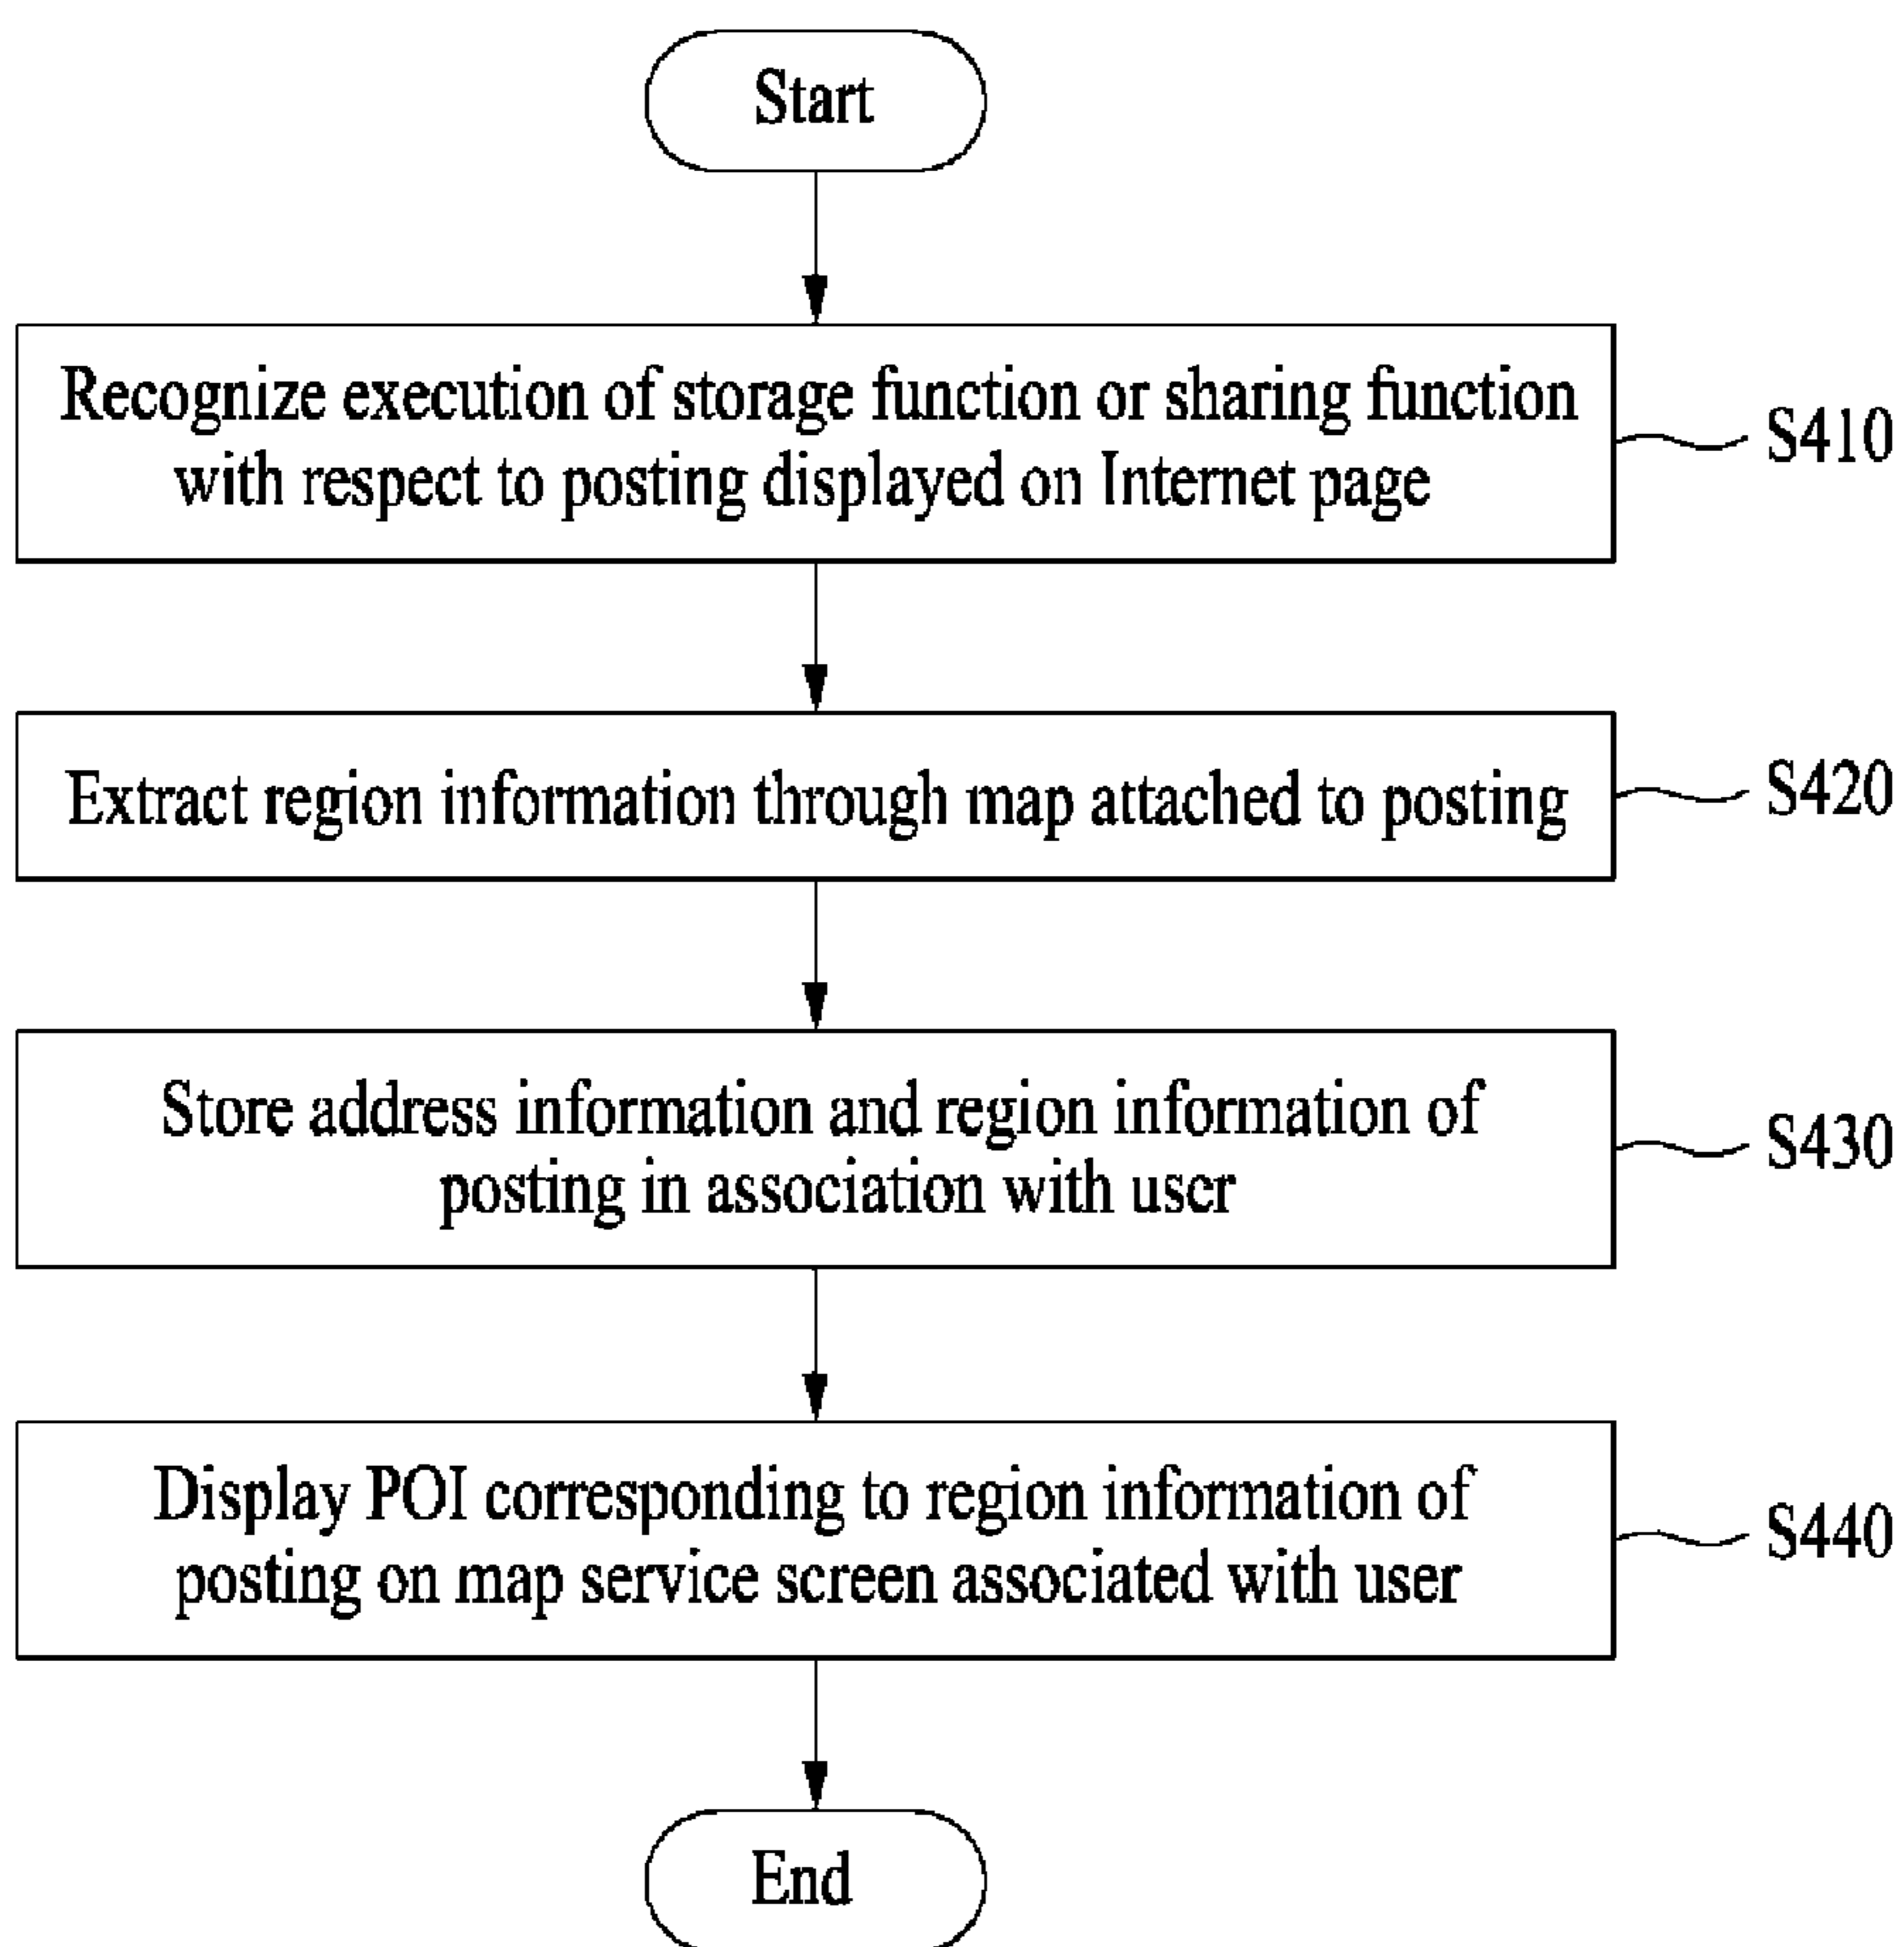 Start
Recognize execution of storage function or sharing function
with respect to posting displayed on Internet page
S410
Extract region information through map attached to posting
S420
Store address information and region information of
posting in association with user
S430
Display POI corresponding to region information of
posting on map service screen associated with user
S440
End